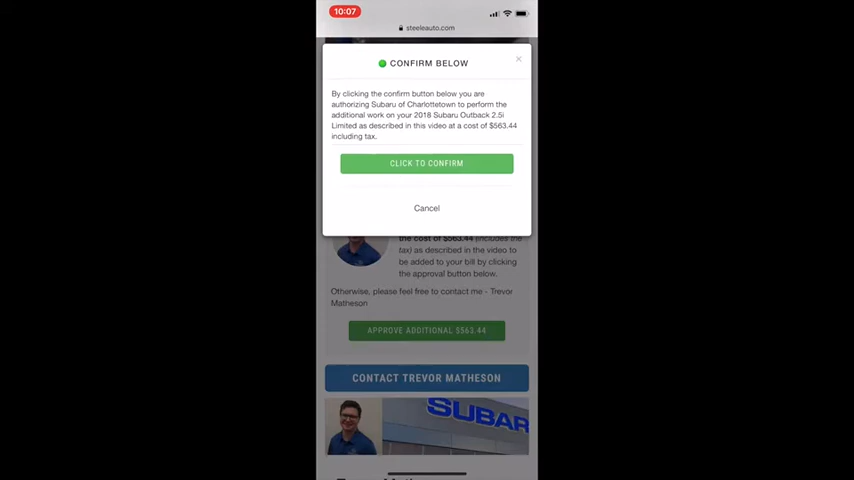 10:07
steeleauto.com
CONFIRM BELOW
×
By clicking the confirm button below you are
authorizing Subaru of Charlottetown to perform the
additional work on your 2018 Subaru Outback 2.5i
Limited as described in this video at a cost of $563.44
including tax.
CLICK TO CONFIRM
Cancel
the cost of $563.44 (includes the
tax) as described in the video to
be added to your bill by clicking
the approval button below.
Otherwise, please feel free to contact me - Trevor
Matheson
APPROVE ADDITIONAL $563.44
CONTACT TREVOR MATHESON
SUBAR